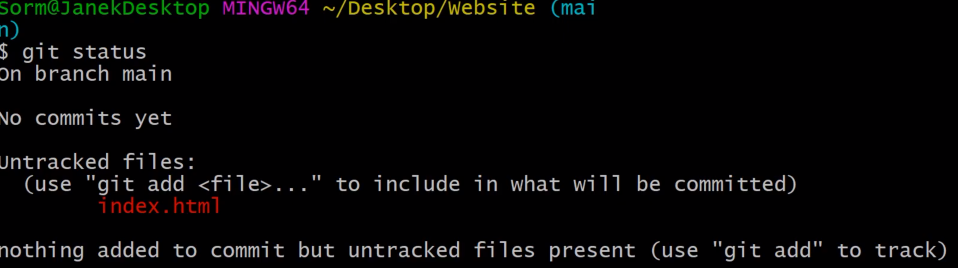 Sorm@JanekDesktop MINGW64 ~/Desktop/Website (mai
n)
$ git status
On branch main
No commits yet
Untracked files:
(use "git add <file>..." to include in what will be committed)
index.html
nothing added to commit but untracked files present (use "git add" to track)